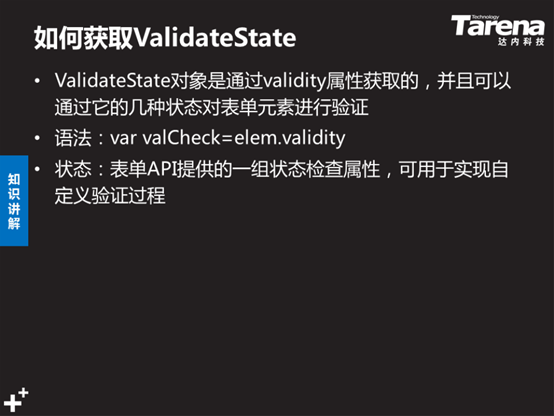 如何获取ValidateState
Technology
Tarena
达内科技
• ValidateState对象是通过validity属性获取的，并且可以
通过它的几种状态对表单元素进行验证
• 语法：var valCheck=elem.validity
• 状态：表单API提供的一组状态检查属性，可用于实现自
定义验证过程
知
识
讲
解